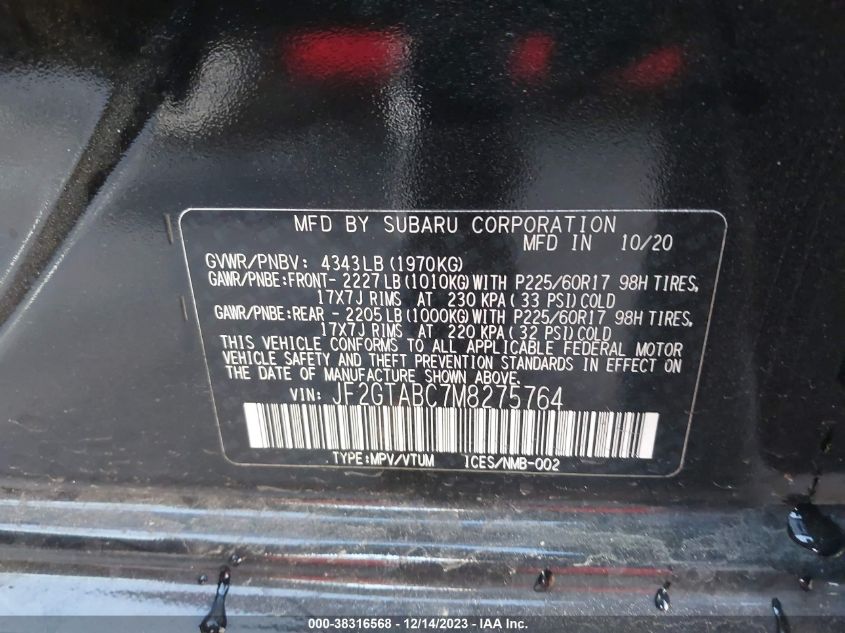 MFD BY SUBARU CORPORATION
MFD IN 10/20
GVWR/PNBV: 4343LB (1970KG)
GAWR/PNBE:FRONT- 2227LB (1010KG) WITH P225/60R17 98H TIRES,
17X7J RIMS AT 230 KPA (33 PSI) COLD
GAWR/PNBE:REAR - 2205LB (1000KG) WITH P225/60R17 98H TIRES,
17X7J RIMS AT 220 KPA (32 PSI) COLD
THIS VEHICLE CONFORMS TO ALL APPLICABLE FEDERAL MOTOR
VEHICLE SAFETY AND THEFT PREVENTION STANDARDS IN EFFECT ON
THE DATE OF MANUFACTURE SHOWN ABOVE.
VIN: JF2GTABC7M8275764
TYPE:MPV/VTUM ICES/NMB-002
000-38316568 - 12/14/2023 - IAA Inc.